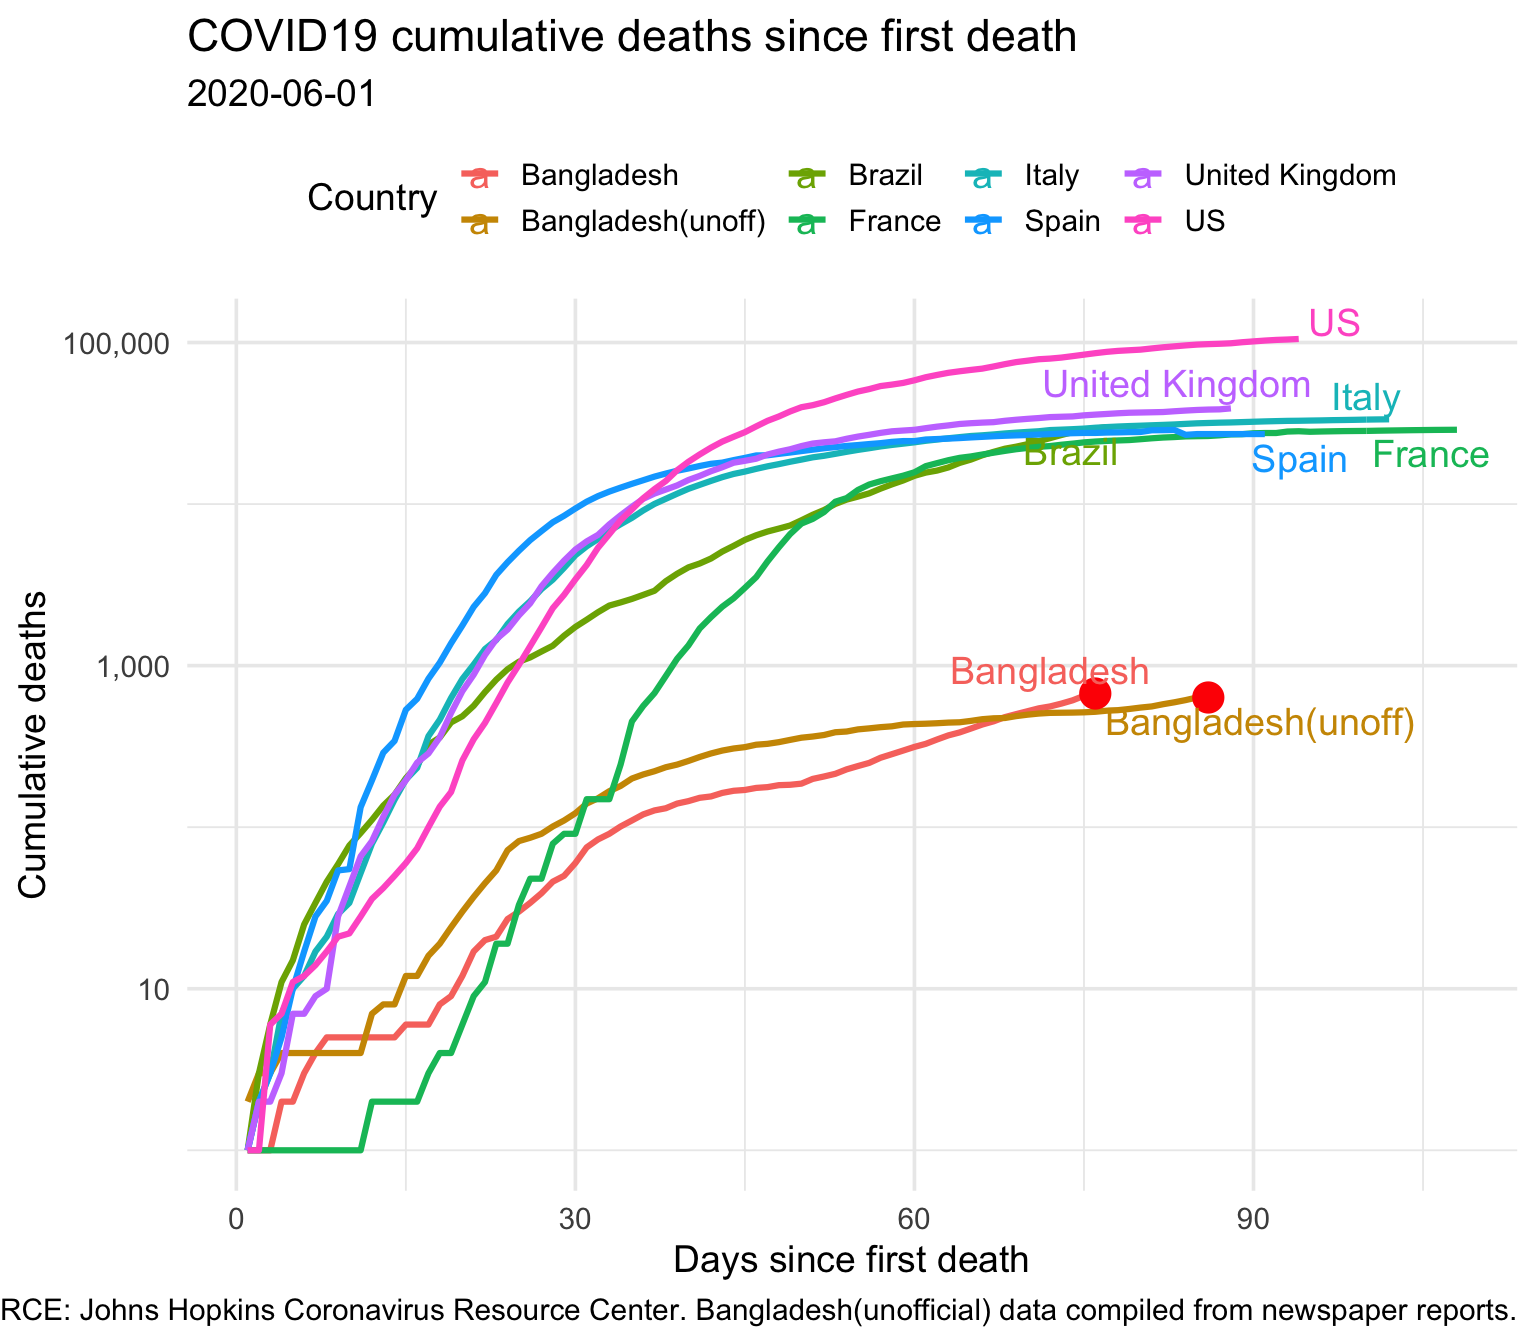 COVID19 cumulative deaths since first death
2020-06-01
Country
a Bangladesh a Brazil a Italy a United Kingdom
a Bangladesh(unoff) a France a Spain a US
100,000
1,000
10
Cumulative deaths
US
United Kingdom
Italy
Brazil
Spain
France
Bangladesh
Bangladesh(unoff)
0 30 60 90
Days since first death
RCE: Johns Hopkins Coronavirus Resource Center. Bangladesh(unofficial) data compiled from newspaper reports.